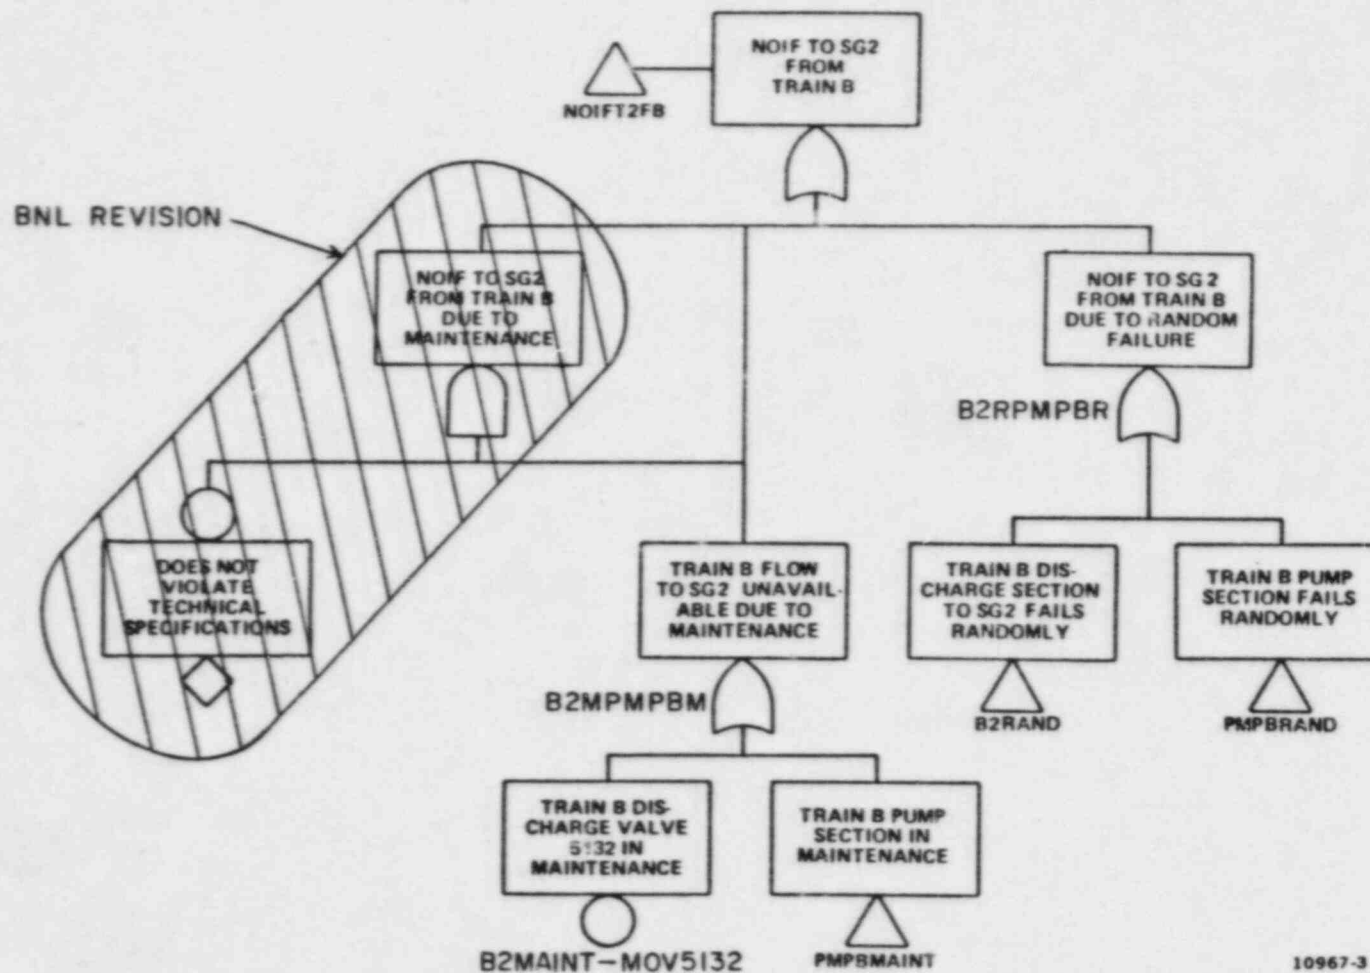 NOIF TO SG2
FROM
TRAIN B
NOIFT2FB
BNL REVISION
NOIF TO SG2
FROM TRAIN B
DUE TO
MAINTENANCE
NOIF TO SG2
FROM TRAIN B
DUE TO RANDOM
FAILURE
B2RPMPBR
DOES NOT
VIOLATE
TECHNICAL
SPECIFICATIONS
TRAIN B FLOW
TO SG2 UNAVAIL-
ABLE DUE TO
MAINTENANCE
TRAIN B DIS-
CHARGE SECTION
TO SG2 FAILS
RANDOMLY
TRAIN B PUMP
SECTION FAILS
RANDOMLY
B2MPMPBM
B2RAND
PMPBRAND
TRAIN B DIS-
CHARGE VALVE
5132 IN
MAINTENANCE
TRAIN B PUMP
SECTION IN
MAINTENANCE
B2MAINT-MOV5132
PMPBMAINT
10967-3